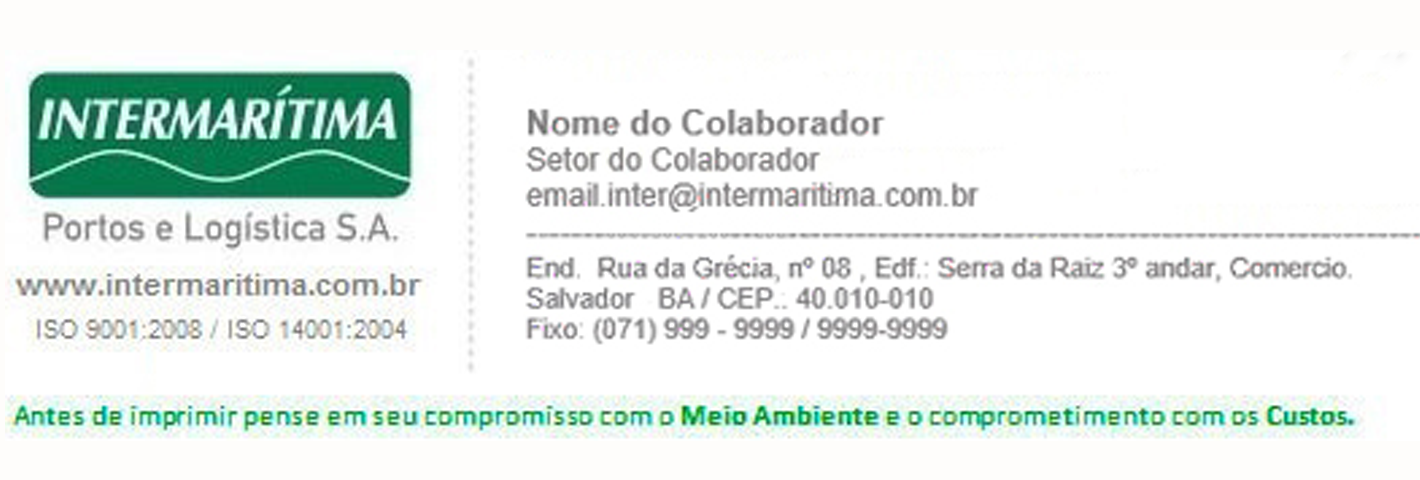 INTERMARÍTIMA
Portos e Logística S.A.
www.intermaritima.com.br
ISO 9001:2008 / ISO 14001:2004
Nome do Colaborador
Setor do Colaborador
email.inter@intermaritima.com.br
End. Rua da Grécia, nº 08 , Edf.: Serra da Raiz 3º andar, Comercio.
Salvador BA / CEP.: 40.010-010
Fixo: (071) 999 - 9999 / 9999-9999
Antes de imprimir pense em seu compromisso com o Meio Ambiente e o comprometimento com os Custos.